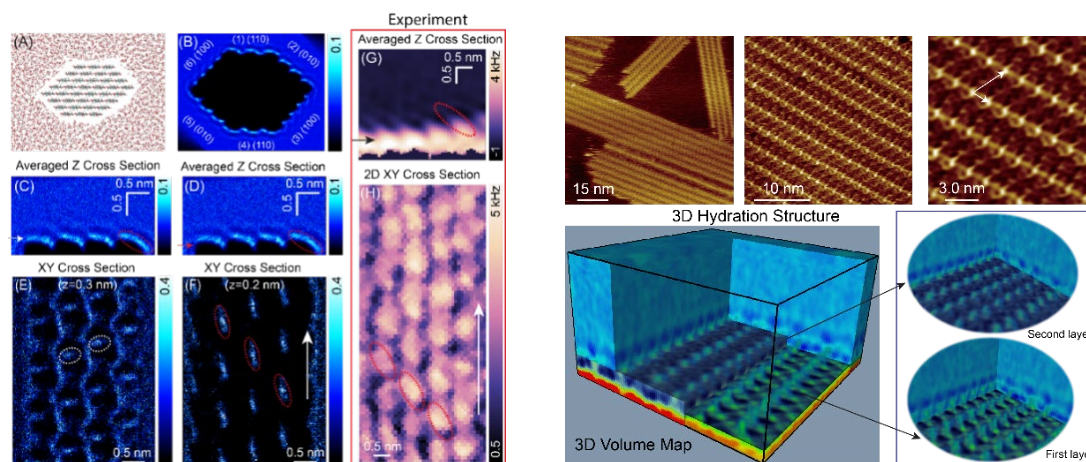 Experiment
(A)
(B)
(1) (110)
(2) (010)
(3) (100)
(4) (110)
(5) (010)
(6) (100)
0.1
Averaged Z Cross Section
(G)
0.5 nm
0.5
4 kHz
-1
Averaged Z Cross Section
(C)
0.5 nm
0.5
0.1
Averaged Z Cross Section
(D)
0.5 nm
0.5
0.1
2D XY Cross Section
(H)
5 kHz
0.5
0.5 nm
XY Cross Section
(E)
(z=0.3 nm)
0.4
0.5 nm
XY Cross Section
(F)
(z=0.2 nm)
0.4
0.5 nm
15 nm
10 nm
3.0 nm
3D Hydration Structure
3D Volume Map
Second laye
First laye